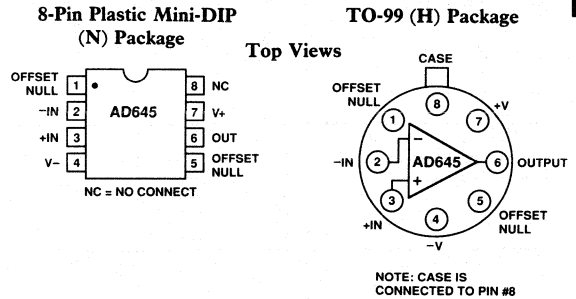 8-Pin Plastic Mini-DIP
(N) Package
TO-99 (H) Package
Top Views
OFFSET
NULL
1
8
NC
−IN
2
AD645
7
V+
+IN
3
6
OUT
V−
4
5
OFFSET
NULL
NC = NO CONNECT
CASE
OFFSET
NULL
8
+V
1
7
−
−IN
2
AD645
6
OUTPUT
+
3
5
+IN
4
OFFSET
NULL
−V
NOTE: CASE IS
CONNECTED TO PIN #8